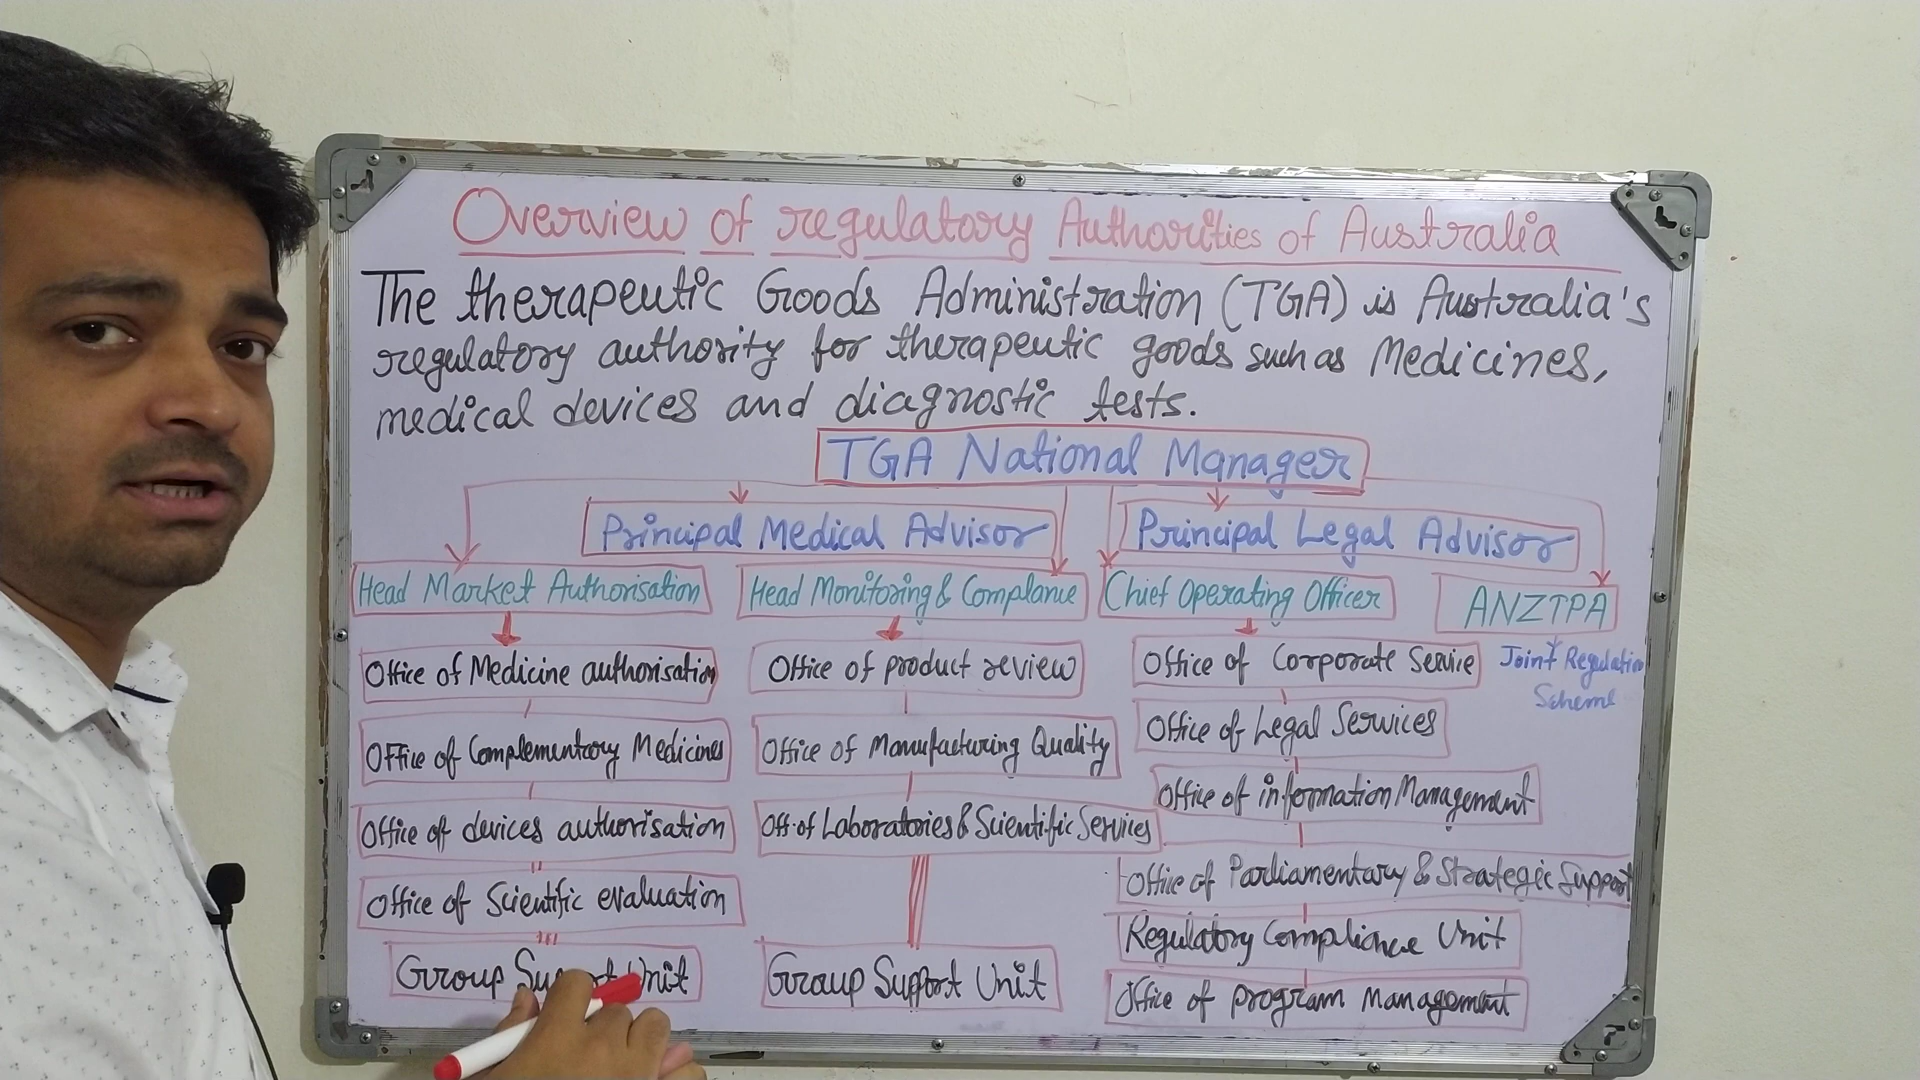 Overview of regulatory Authorities of Australia
The therapeutic Goods Administration (TGA) is Australia's
regulatory authority for therapeutic goods such as Medicines,
medical devices and diagnostic tests.
TGA National Manager
Principal Medical Advisor
Principal Legal Advisor
Head Market Authorisation
Office of Medicine authorisation
Office of Complementory Medicines
Office of devices authorisation
Office of Scientific evaluation
Group Support Unit
Head Monitoring & Complance
Office of product review
Office of Manufacturing Quality
Off. of Laboratories & Scientific Services
Group Support Unit
Chief Operating Officer
Office of Corporate Service
Office of Legal Services
Office of information Management
Office of Parliamentary & Strategic Support
Regulatory Compliance Unit
Office of program Management
ANZTPA
Joint Regulation
Scheme